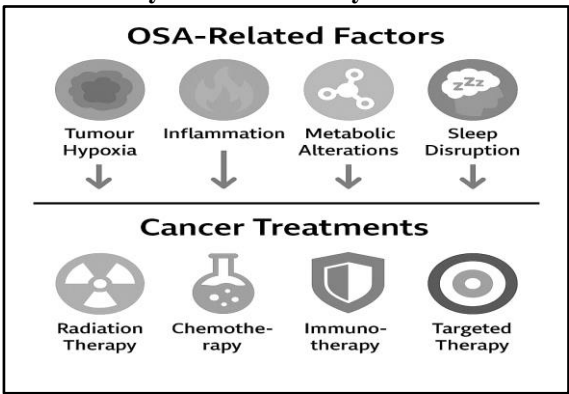 OSA-Related Factors
zZz
Tumour
Hypoxia
Inflammation
Metabolic
Alterations
Sleep
Disruption
Cancer Treatments
Radiation
Therapy
Chemothe-
rapy
Immuno-
therapy
Targeted
Therapy